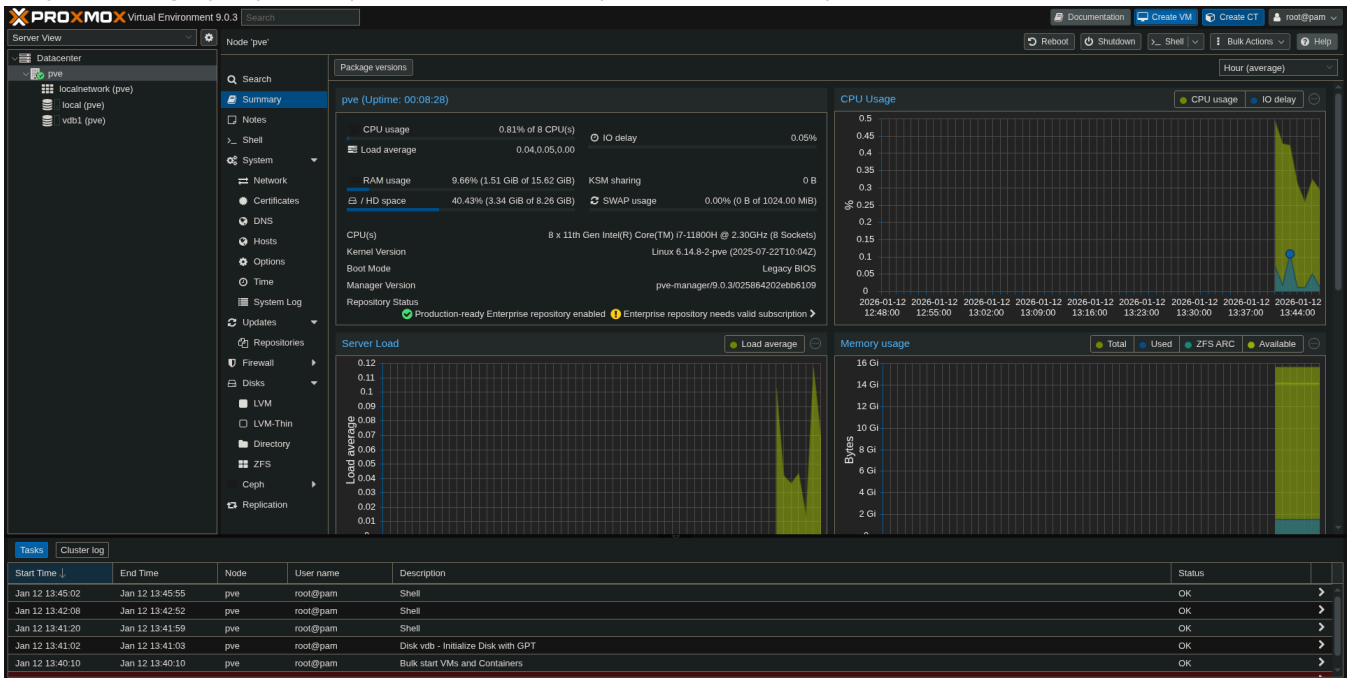 PROXMOX Virtual Environment 9.0.3 Search
Documentation Create VM Create CT root@pam
Server View
Node 'pve'
Reboot Shutdown Shell Bulk Actions Help
Datacenter
pve
localnetwork (pve)
local (pve)
vdb1 (pve)
Search
Summary
Notes
Shell
System
Network
Certificates
DNS
Hosts
Options
Time
System Log
Updates
Repositories
Firewall
Disks
LVM
LVM-Thin
Directory
ZFS
Ceph
Replication
Package versions
Hour (average)
pve (Uptime: 00:08:28)
CPU usage 0.81% of 8 CPU(s)
IO delay 0.05%
Load average 0.04,0.05,0.00
RAM usage 9.66% (1.51 GiB of 15.62 GiB)
KSM sharing 0 B
/ HD space 40.43% (3.34 GiB of 8.26 GiB)
SWAP usage 0.00% (0 B of 1024.00 MiB)
CPU(s) 8 x 11th Gen Intel(R) Core(TM) i7-11800H @ 2.30GHz (8 Sockets)
Kernel Version Linux 6.14.8-2-pve (2025-07-22T10:04Z)
Boot Mode Legacy BIOS
Manager Version pve-manager/9.0.3/025864202ebb6109
Repository Status
Production-ready Enterprise repository enabled Enterprise repository needs valid subscription
CPU Usage
CPU usage IO delay
0.5
0.45
0.4
0.35
0.3
0.25
0.2
0.15
0.1
0.05
0
%
2026-01-12 2026-01-12 2026-01-12 2026-01-12 2026-01-12 2026-01-12 2026-01-12 2026-01-12 2026-01-12
12:48:00 12:55:00 13:02:00 13:09:00 13:16:00 13:23:00 13:30:00 13:37:00 13:44:00
Server Load
Load average
0.12
0.11
0.1
0.09
0.08
0.07
0.06
0.05
0.04
0.03
0.02
0.01
Load average
Memory usage
Total Used ZFS ARC Available
16 Gi
14 Gi
12 Gi
10 Gi
8 Gi
6 Gi
4 Gi
2 Gi
Bytes
Tasks Cluster log
Start Time End Time Node User name Description Status
Jan 12 13:45:02 Jan 12 13:45:55 pve root@pam Shell OK
Jan 12 13:42:08 Jan 12 13:42:52 pve root@pam Shell OK
Jan 12 13:41:20 Jan 12 13:41:59 pve root@pam Shell OK
Jan 12 13:41:02 Jan 12 13:41:03 pve root@pam Disk vdb - Initialize Disk with GPT OK
Jan 12 13:40:10 Jan 12 13:40:10 pve root@pam Bulk start VMs and Containers OK